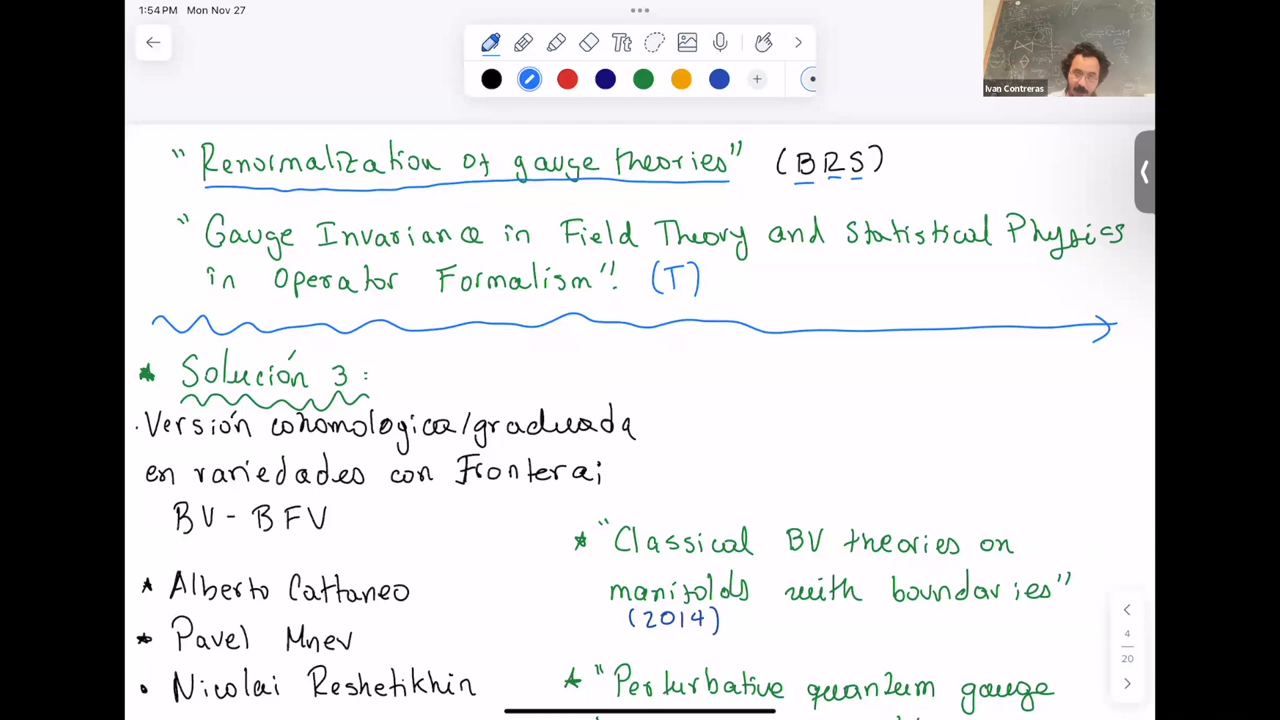 1:54 PM Mon Nov 27
Tt
Ivan Contreras
"Renormalization of gauge theories" (BRS)
"Gauge Invariance in Field Theory and Statistical Physics
in Operator Formalism". (T)
* Solución 3:
· Versión cohomologica/graduada
en variedades con Frontera;
BV - BFV
* "Classical BV theories on
manifolds with boundaries"
(2014)
* Alberto Cattaneo
* Pavel Mnev
• Nicolai Reshetikhin
* "Perturbative quantum gauge
4
20